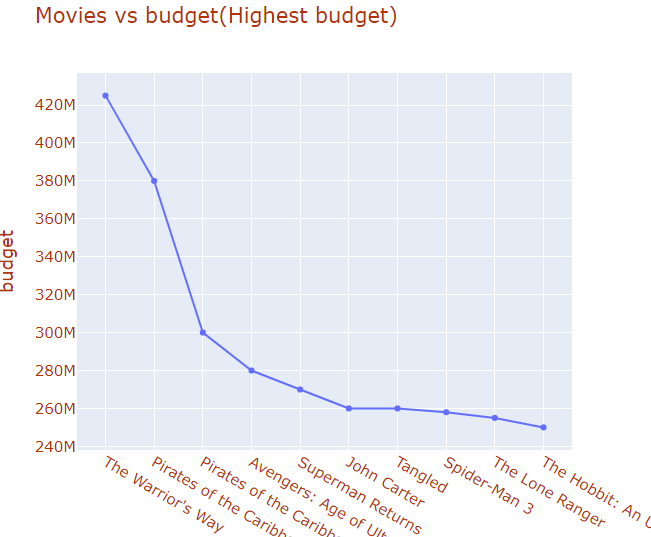 Movies vs budget(Highest budget)
budget
420M
400M
380M
360M
340M
320M
300M
280M
260M
240M
The Warrior's Way
Pirates of the Caribb
Pirates of the Caribb
Avengers: Age of Ult
Superman Returns
John Carter
Tangled
Spider-Man 3
The Lone Ranger
The Hobbit: An U